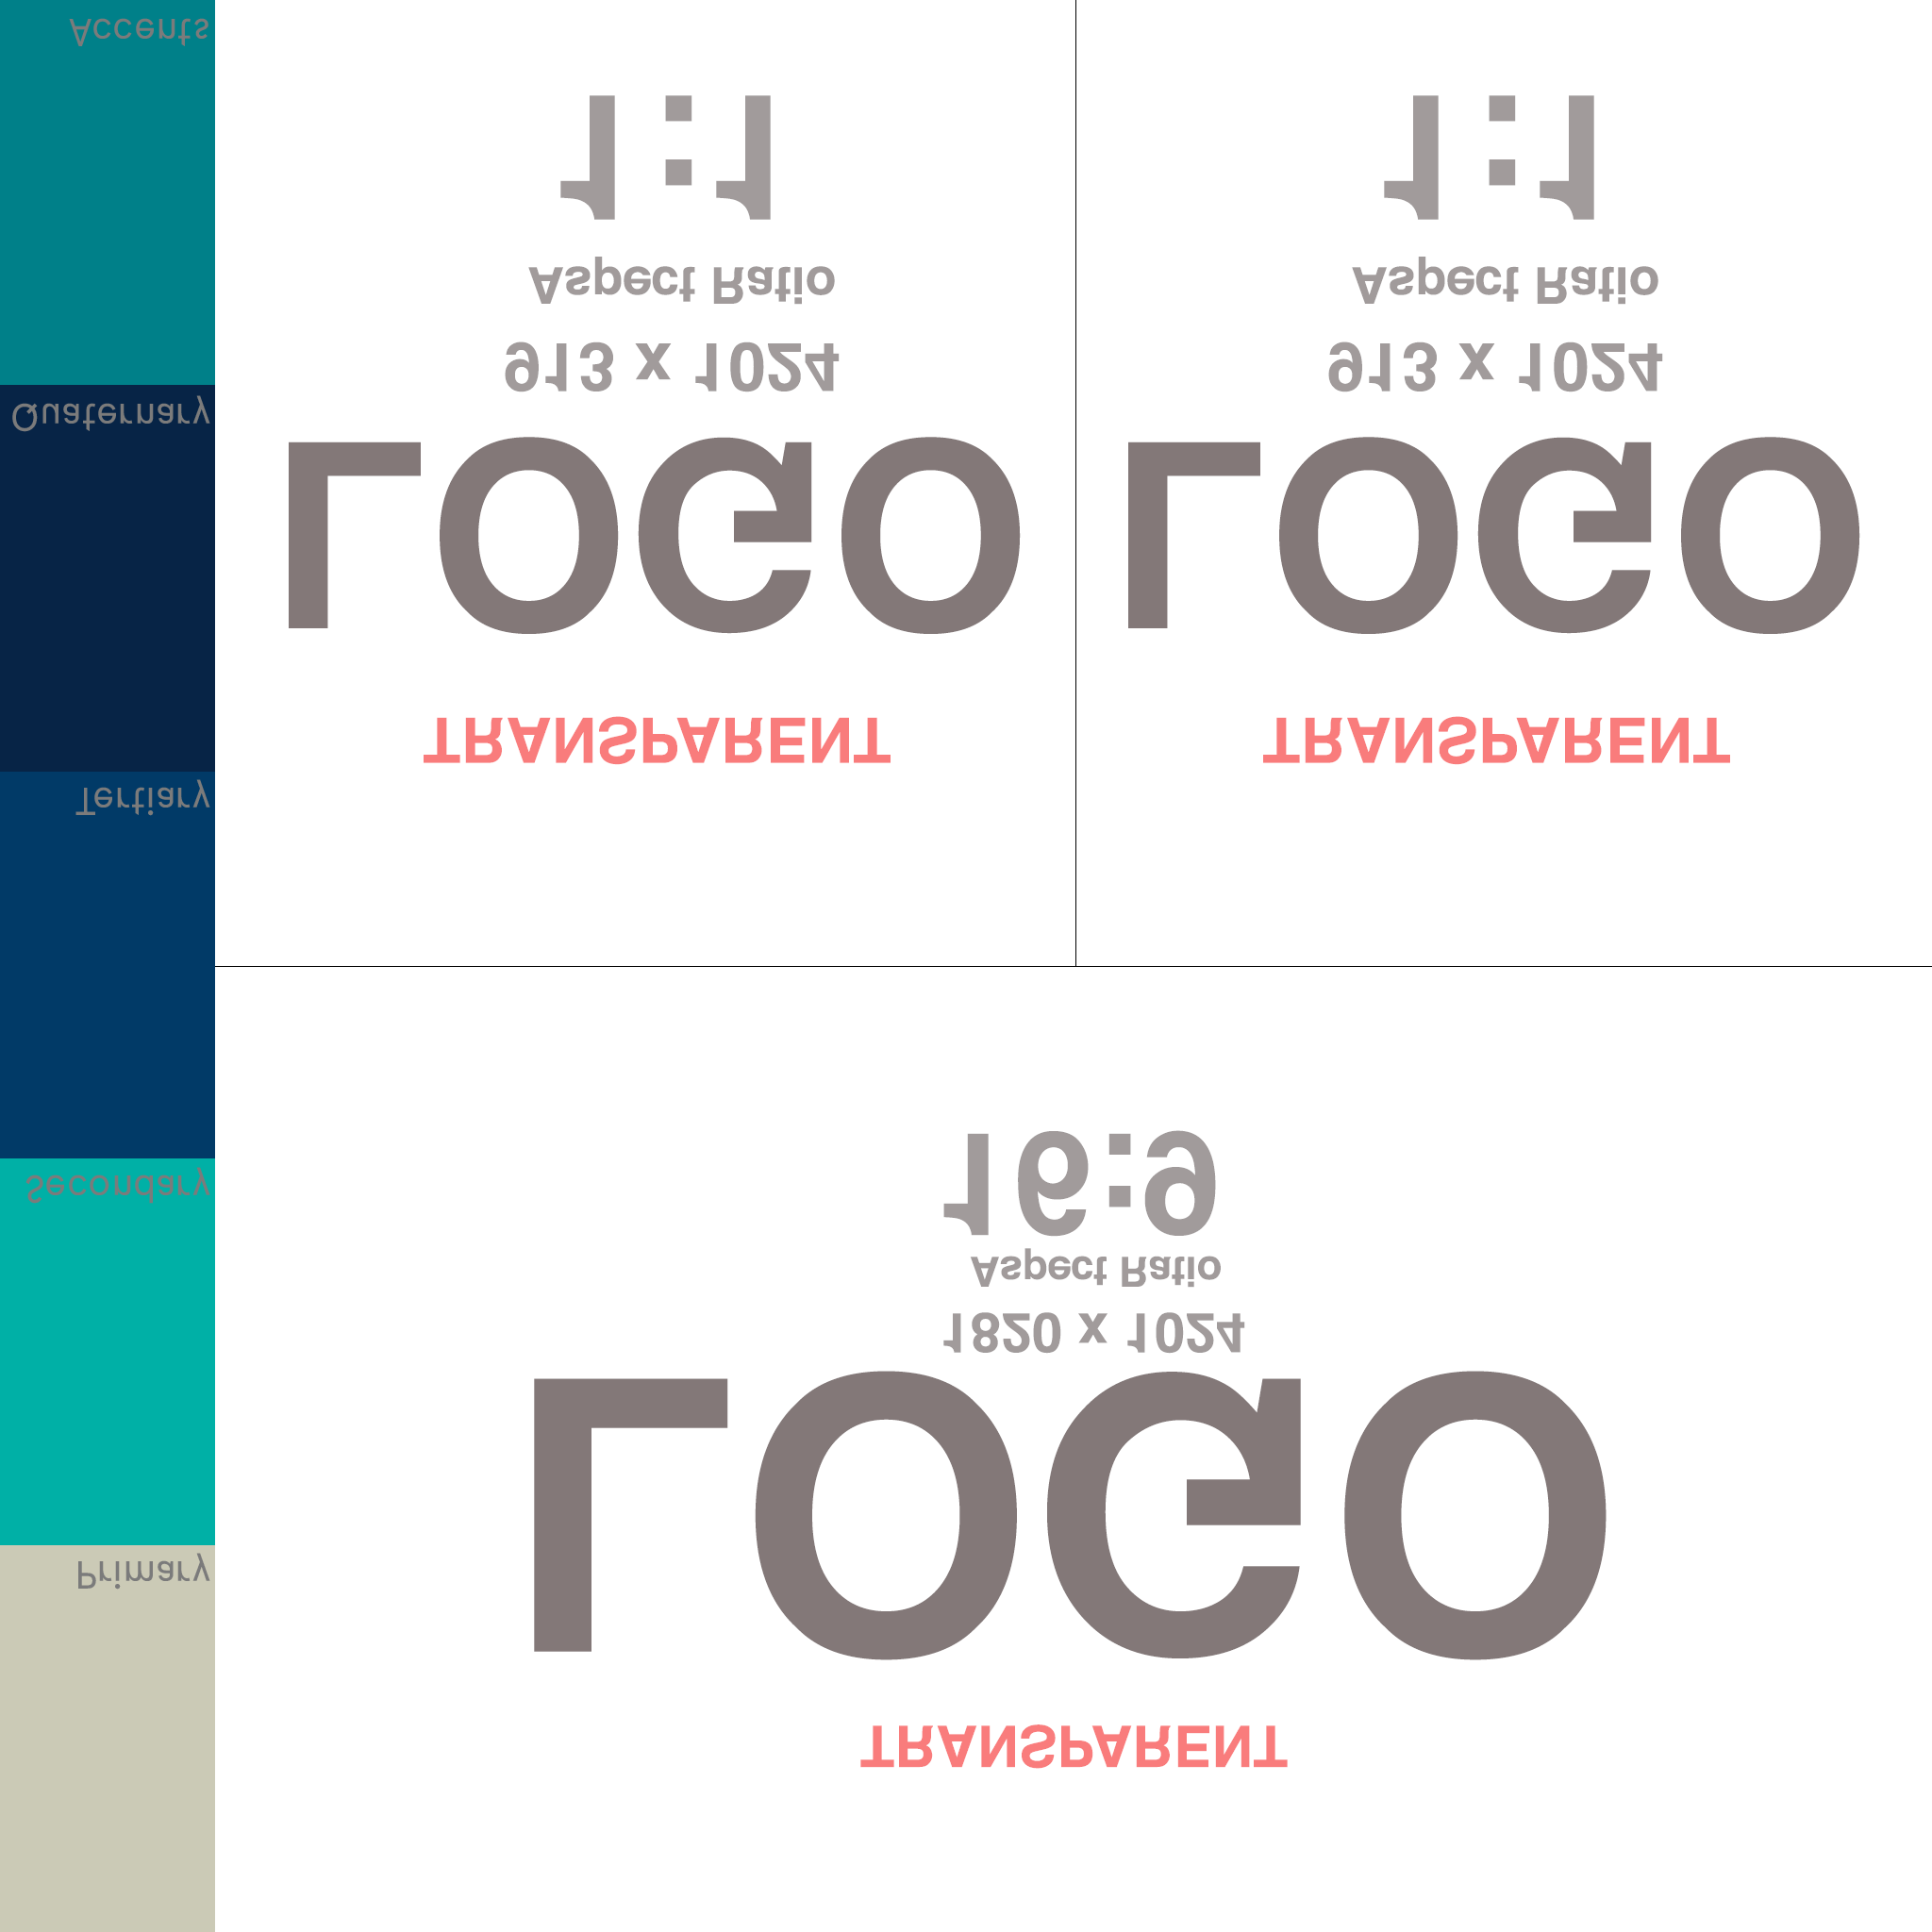 Primary
Secondary
Tertiary
Quaternary
Accents
TRANSPARENT
LOGO
1820 x 1024
Aspect Ratio
16:9
TRANSPARENT
LOGO
913 x 1024
Aspect Ratio
1:1
TRANSPARENT
LOGO
913 x 1024
Aspect Ratio
1:1